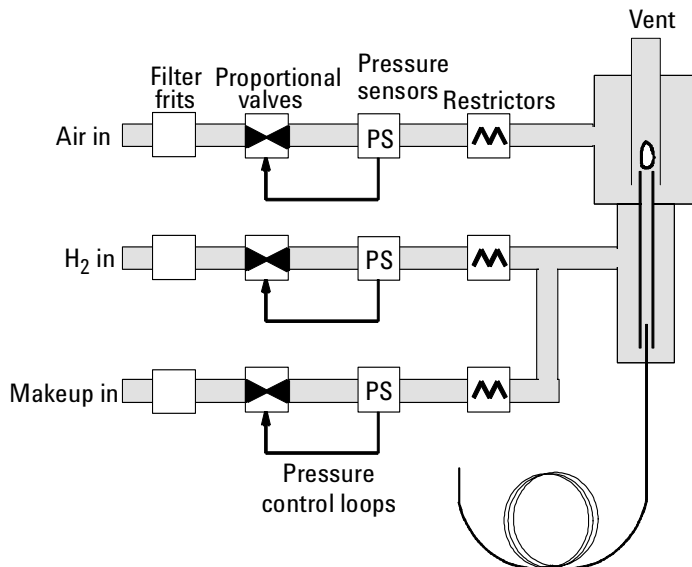 Vent
Filter
frits
Proportional
valves
Pressure
sensors
Restrictors
Air in
PS
H₂ in
PS
Makeup in
PS
Pressure
control loops